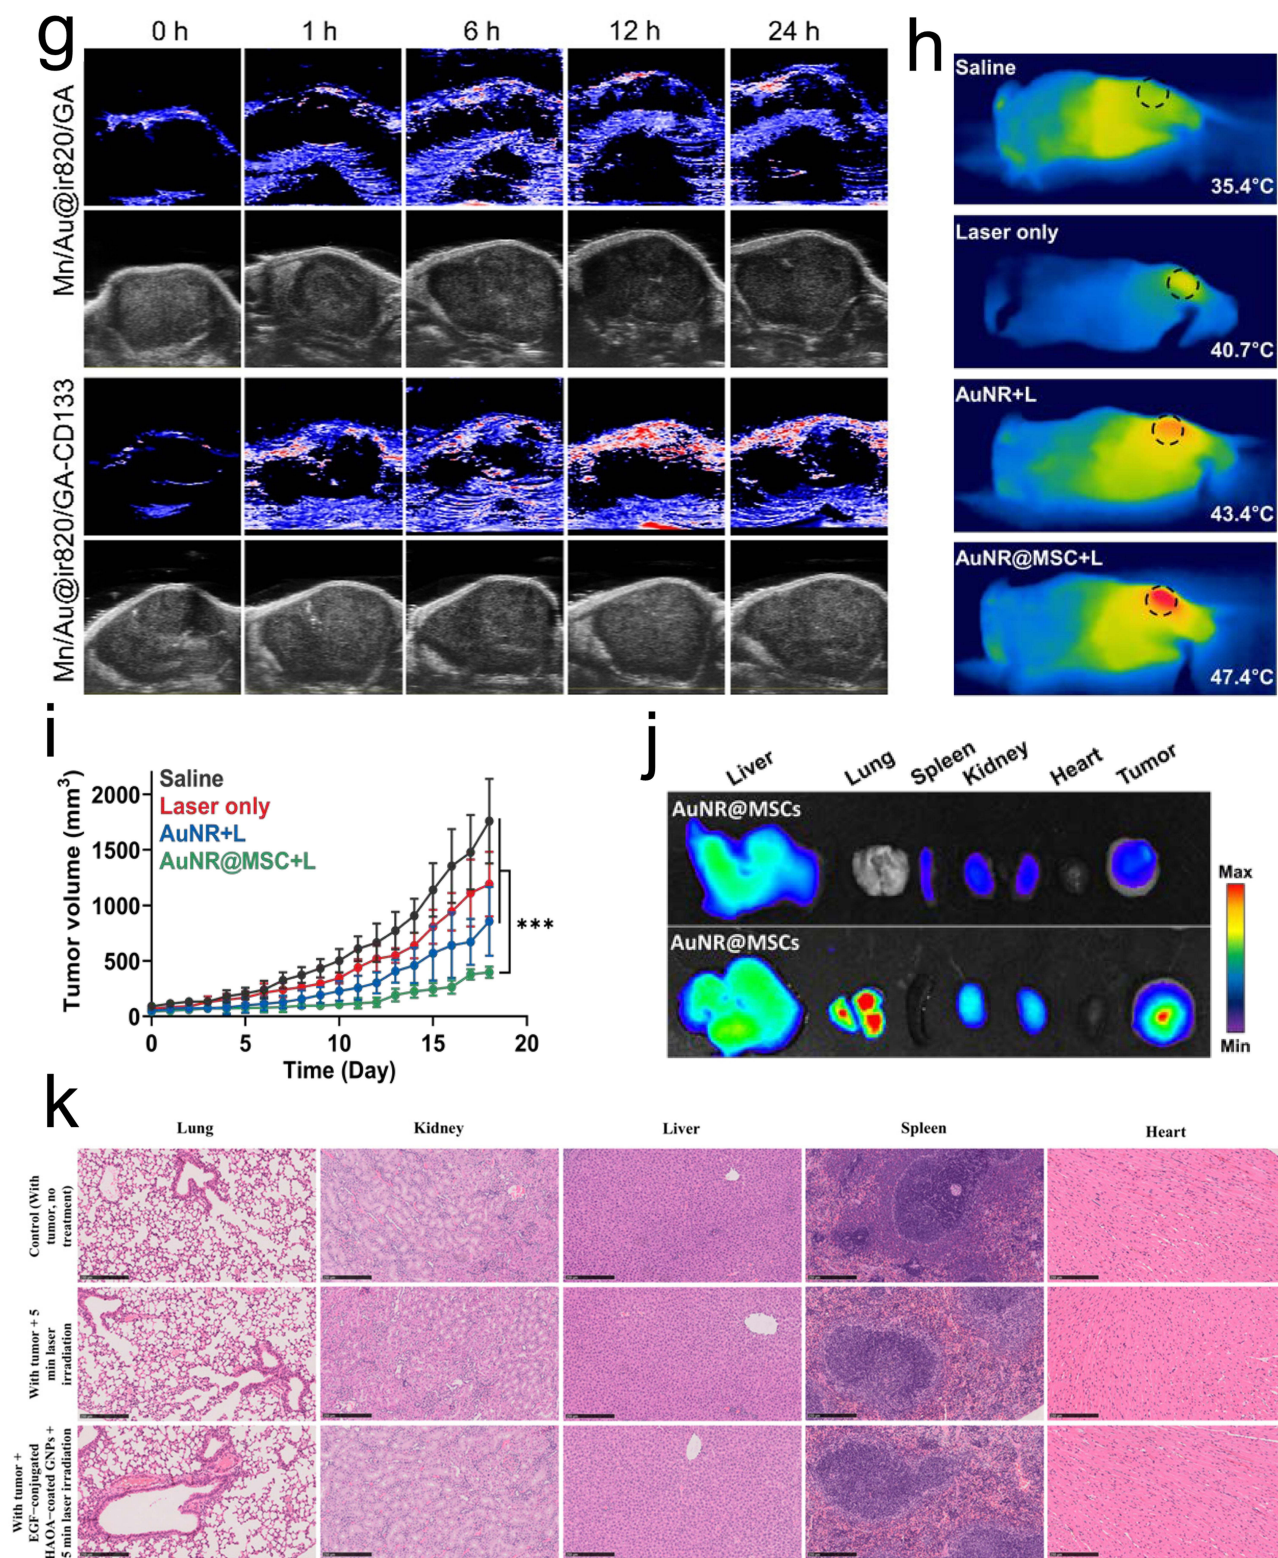 g
0 h 1 h 6 h 12 h 24 h
Mn/Au@ir820/GA
Mn/Au@ir820/GA-CD133
h
Saline
35.4°C
Laser only
40.7°C
AuNR+L
43.4°C
AuNR@MSC+L
47.4°C
i
Tumor volume (mm³)
2000
1500
1000
500
0
Saline
Laser only
AuNR+L
AuNR@MSC+L
***
0 5 10 15 20
Time (Day)
j
Liver Lung Spleen Kidney Heart Tumor
AuNR@MSCs
AuNR@MSCs
Max
Min
k
Lung Kidney Liver Spleen Heart
Control (With
tumor, no
treatment)
With tumor + 5
min laser
irradiation
With tumor +
EGF-conjugated
HAOA-coated GNPs +
5 min laser irradiation